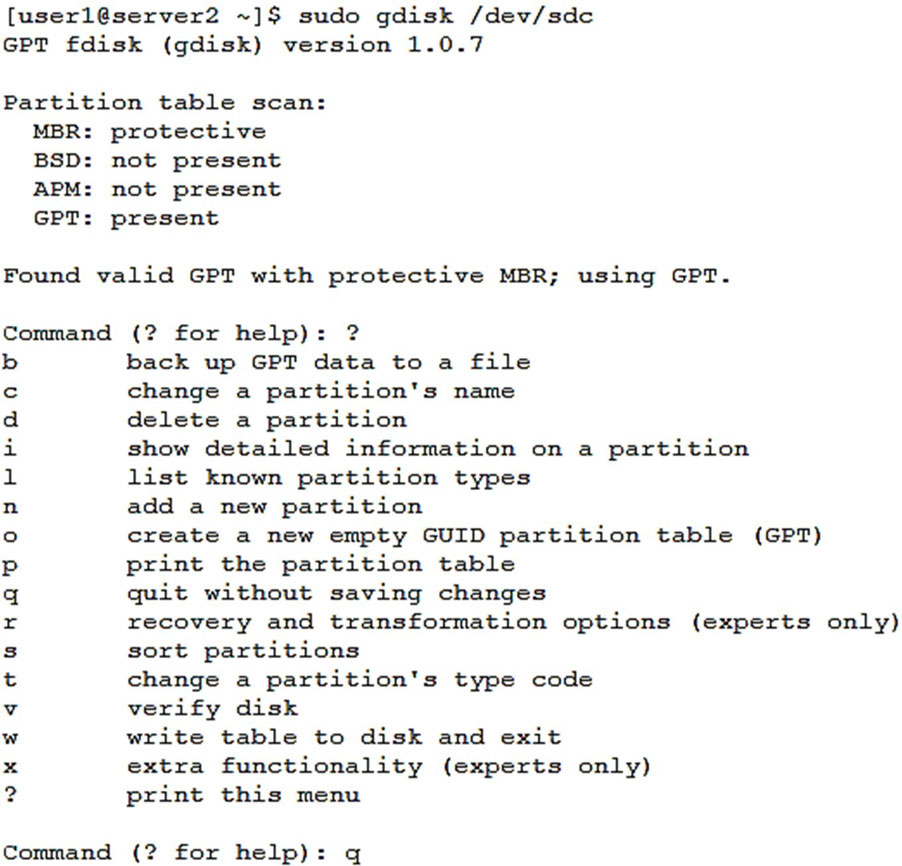 [user1@server2 ~]$ sudo gdisk /dev/sdc
GPT fdisk (gdisk) version 1.0.7

Partition table scan:
  MBR: protective
  BSD: not present
  APM: not present
  GPT: present

Found valid GPT with protective MBR; using GPT.

Command (? for help): ?
b       back up GPT data to a file
c       change a partition's name
d       delete a partition
i       show detailed information on a partition
l       list known partition types
n       add a new partition
o       create a new empty GUID partition table (GPT)
p       print the partition table
q       quit without saving changes
r       recovery and transformation options (experts only)
s       sort partitions
t       change a partition's type code
v       verify disk
w       write table to disk and exit
x       extra functionality (experts only)
?       print this menu

Command (? for help): q